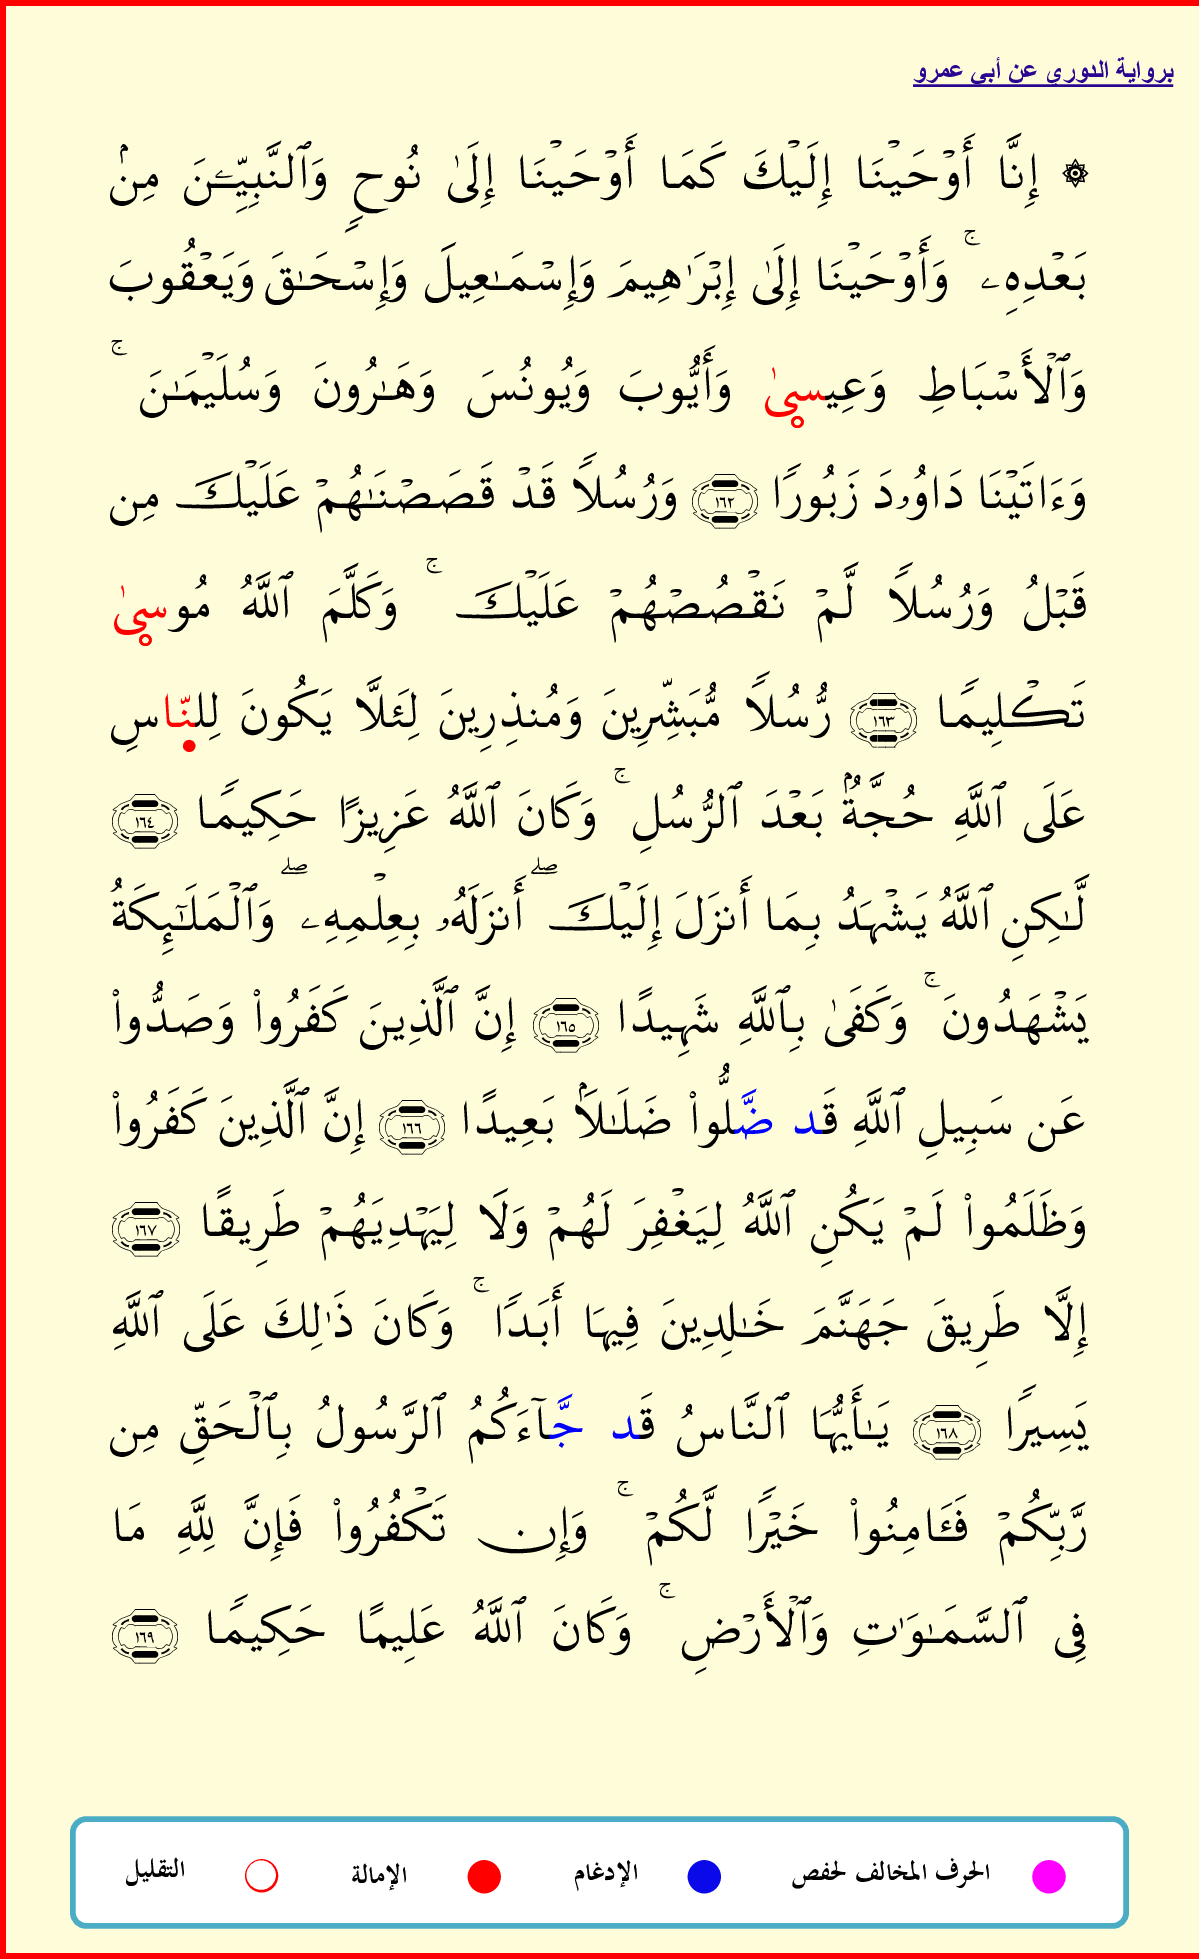 برواية الدوري عن أبي عمرو
۞ إِنَّا أَوۡحَيۡنَا إِلَيۡكَ كَمَا أَوۡحَيۡنَا إِلَىٰ نُوحٖ وَٱلنَّبِيِّـۧنَ مِنۢ
بَعۡدِهِۦۚ وَأَوۡحَيۡنَا إِلَىٰ إِبۡرَٰهِيمَ وَإِسۡمَٰعِيلَ وَإِسۡحَٰقَ وَيَعۡقُوبَ
وَٱلۡأَسۡبَاطِ وَعِيسىٰ وَأَيُّوبَ وَيُونُسَ وَهَٰرُونَ وَسُلَيۡمَٰنَۚ
وَءَاتَيۡنَا دَاوُۥدَ زَبُورٗا ١٦٢ وَرُسُلٗا قَدۡ قَصَصۡنَٰهُمۡ عَلَيۡكَ مِن
قَبۡلُ وَرُسُلٗا لَّمۡ نَقۡصُصۡهُمۡ عَلَيۡكَۚ وَكَلَّمَ ٱللَّهُ مُوسىٰ
تَكۡلِيمٗا ١٦٣ رُّسُلٗا مُّبَشِّرِينَ وَمُنذِرِينَ لِئَلَّا يَكُونَ لِلنّاسِ
عَلَى ٱللَّهِ حُجَّةُۢ بَعۡدَ ٱلرُّسُلِۚ وَكَانَ ٱللَّهُ عَزِيزًا حَكِيمٗا ١٦٤
لَّٰكِنِ ٱللَّهُ يَشۡهَدُ بِمَا أَنزَلَ إِلَيۡكَۖ أَنزَلَهُۥ بِعِلۡمِهِۦۖ وَٱلۡمَلَٰٓئِكَةُ
يَشۡهَدُونَۚ وَكَفَىٰ بِٱللَّهِ شَهِيدًا ١٦٥ إِنَّ ٱلَّذِينَ كَفَرُواْ وَصَدُّواْ
عَن سَبِيلِ ٱللَّهِ قَد ضَّلُّواْ ضَلَٰلَۢا بَعِيدًا ١٦٦ إِنَّ ٱلَّذِينَ كَفَرُواْ
وَظَلَمُواْ لَمۡ يَكُنِ ٱللَّهُ لِيَغۡفِرَ لَهُمۡ وَلَا لِيَهۡدِيَهُمۡ طَرِيقًا ١٦٧
إِلَّا طَرِيقَ جَهَنَّمَ خَٰلِدِينَ فِيهَا أَبَدٗاۚ وَكَانَ ذَٰلِكَ عَلَى ٱللَّهِ
يَسِيرٗا ١٦٨ يَٰأَيُّهَا ٱلنَّاسُ قَد جَّآءَكُمُ ٱلرَّسُولُ بِٱلۡحَقِّ مِن
رَّبِّكُمۡ فَـَٔامِنُواْ خَيۡرٗا لَّكُمۡۚ وَإِن تَكۡفُرُواْ فَإِنَّ لِلَّهِ مَا
فِي ٱلسَّمَٰوَٰتِ وَٱلۡأَرۡضِۚ وَكَانَ ٱللَّهُ عَلِيمًا حَكِيمٗا ١٦٩
الحرف المخالف لحفص الإدغام الإمالة التقليل